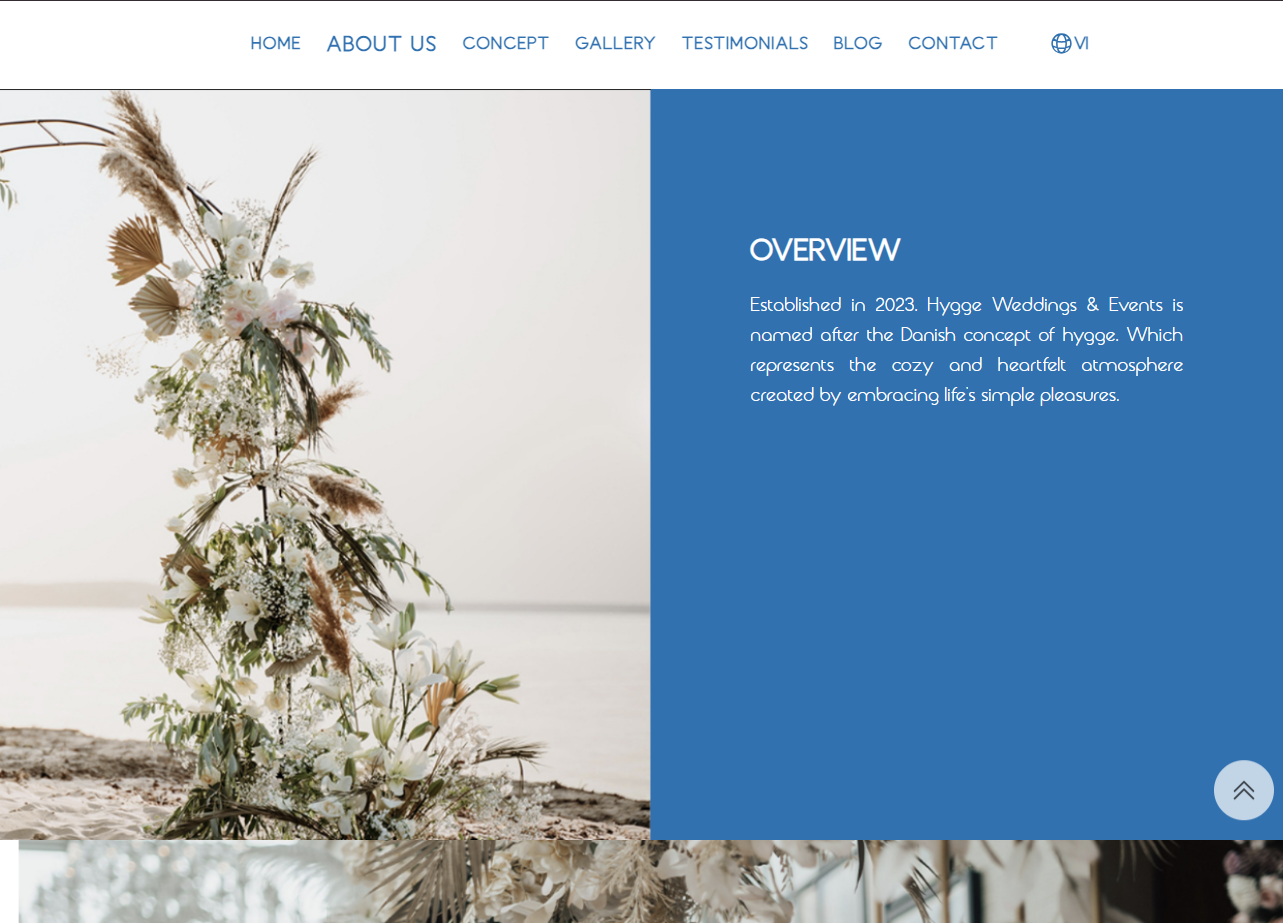 HOME ABOUT US CONCEPT GALLERY TESTIMONIALS BLOG CONTACT VI
OVERVIEW
Established in 2023. Hygge Weddings & Events is
named after the Danish concept of hygge. Which
represents the cozy and heartfelt atmosphere
created by embracing life's simple pleasures.